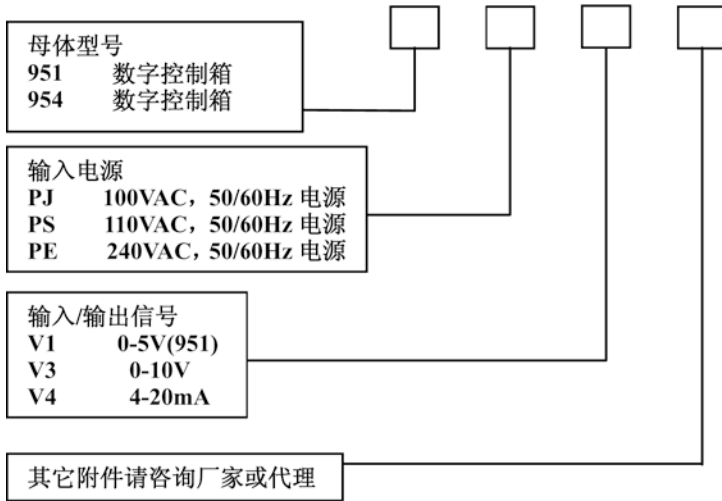 母体型号
951 数字控制箱
954 数字控制箱
输入电源
PJ 100VAC，50/60Hz 电源
PS 110VAC，50/60Hz 电源
PE 240VAC，50/60Hz 电源
输入/输出信号
V1 0-5V(951)
V3 0-10V
V4 4-20mA
其它附件请咨询厂家或代理